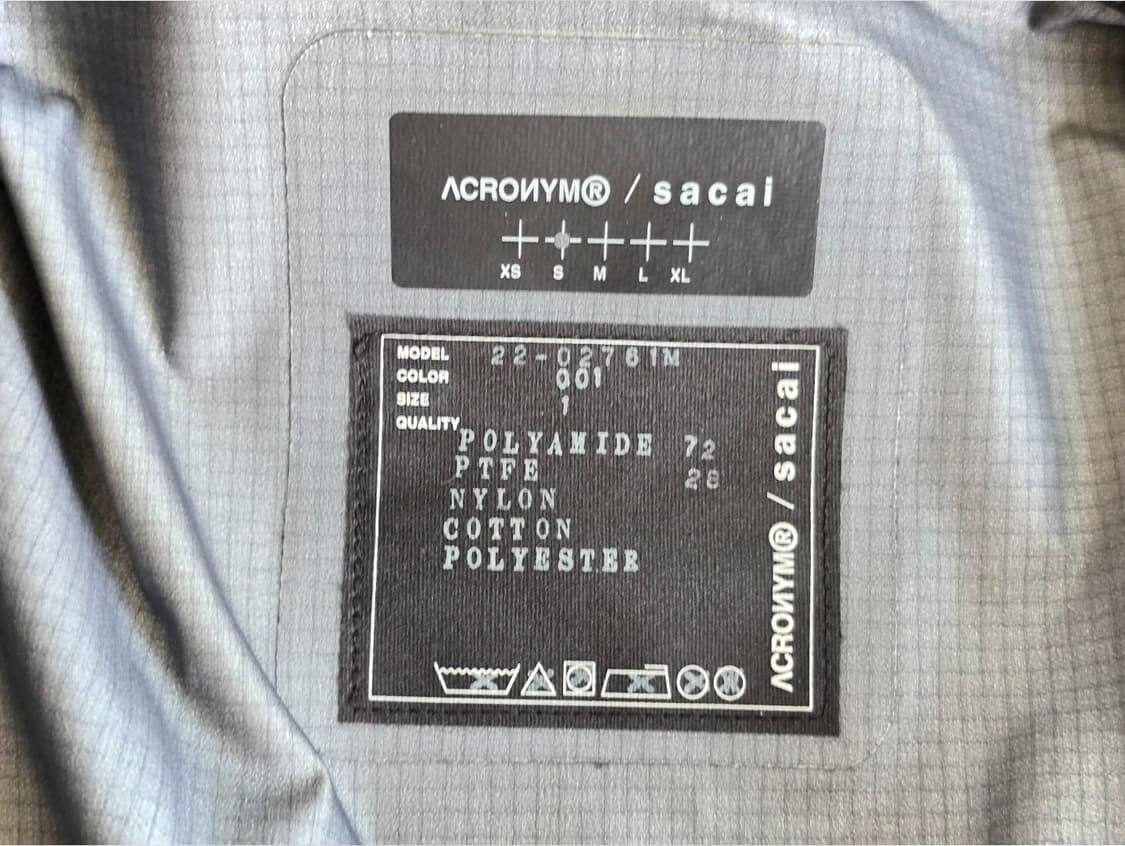 ACRONYM® / sacai
XS S M L XL
MODEL 22-02761M
COLOR 001
SIZE 1
QUALITY
POLYAMIDE 72
PTFE 28
NYLON
COTTON
POLYESTER
ACRONYM® / sacai